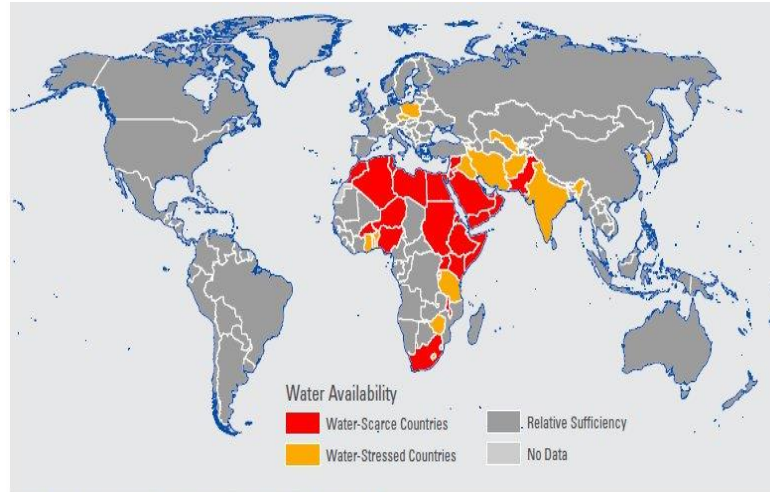 Water Availability
Water-Scarce Countries
Relative Sufficiency
Water-Stressed Countries
No Data